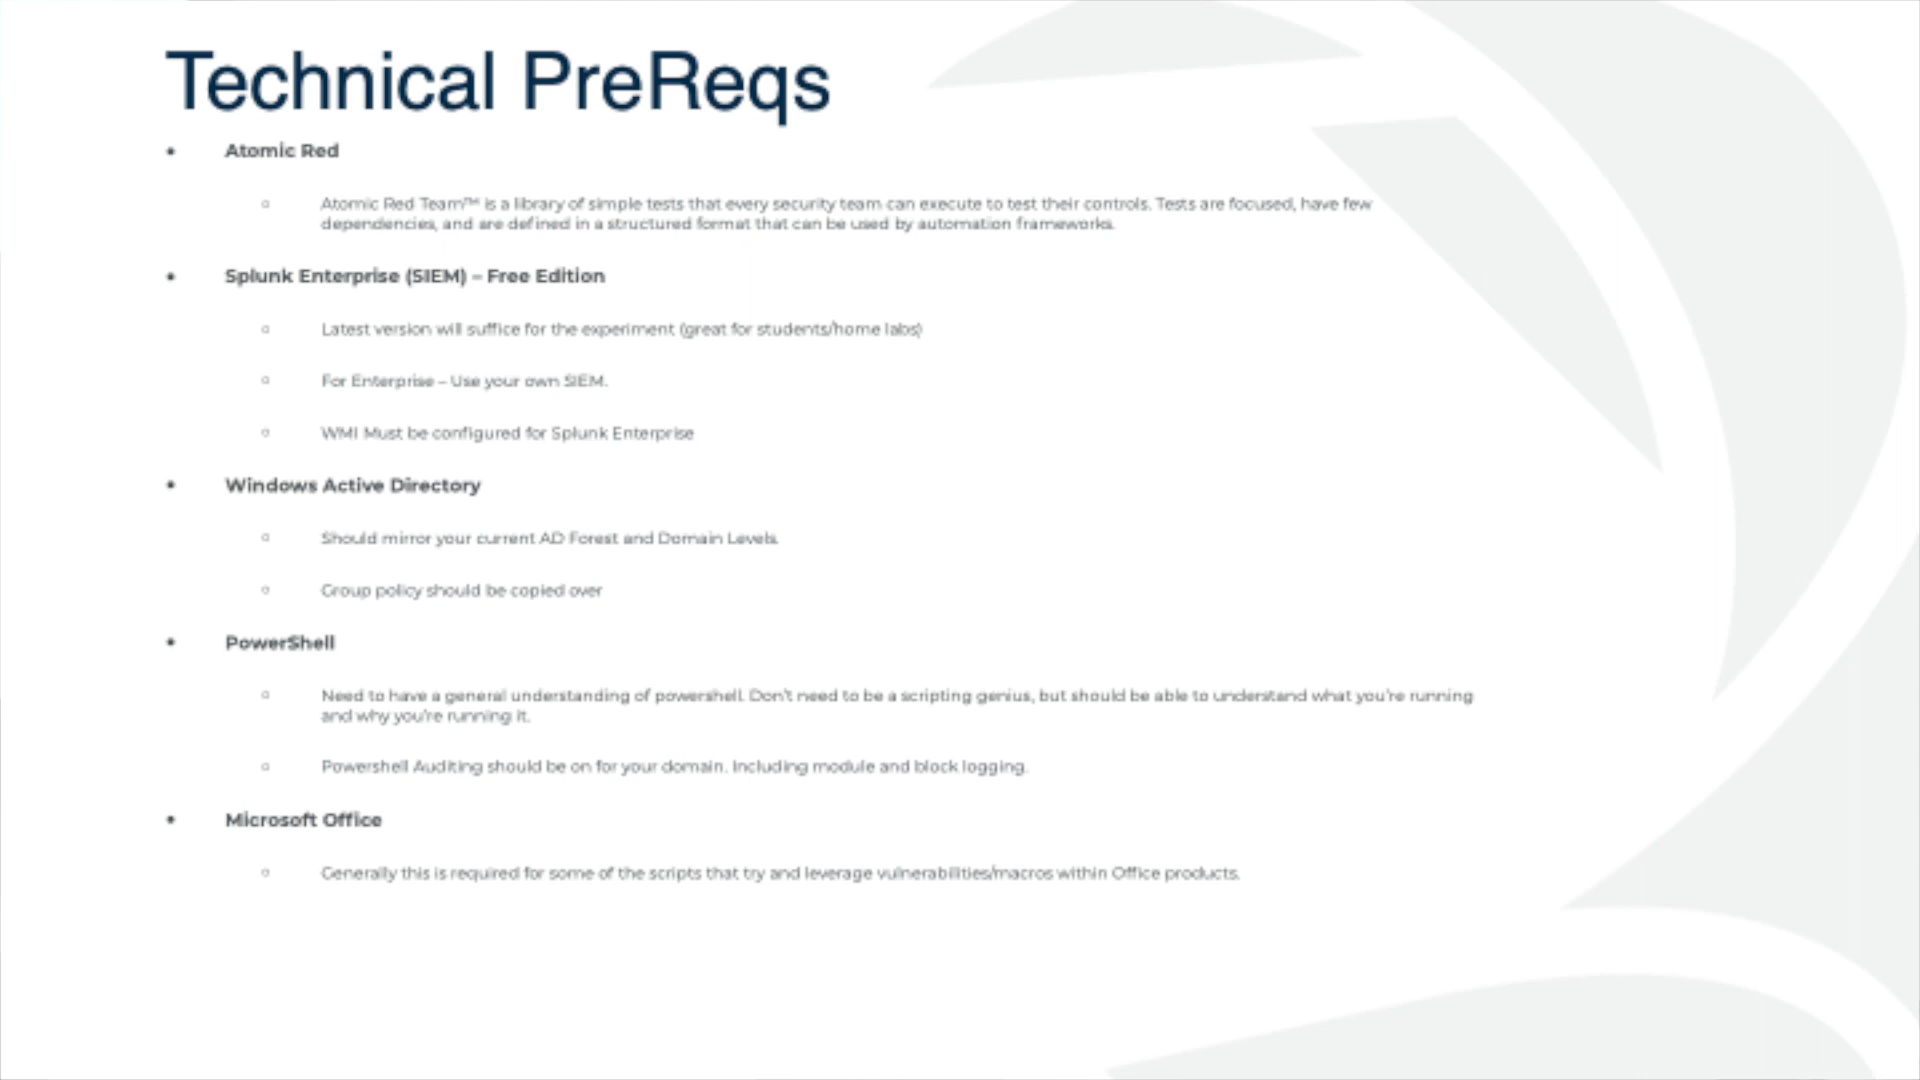 Technical PreReqs
• Atomic Red
○ Atomic Red Team™ is a library of simple tests that every security team can execute to test their controls. Tests are focused, have few
dependencies, and are defined in a structured format that can be used by automation frameworks.
• Splunk Enterprise (SIEM) – Free Edition
○ Latest version will suffice for the experiment (great for students/home labs)
○ For Enterprise – Use your own SIEM.
○ WMI Must be configured for Splunk Enterprise
• Windows Active Directory
○ Should mirror your current AD Forest and Domain Levels.
○ Group policy should be copied over
• PowerShell
○ Need to have a general understanding of powershell. Don't need to be a scripting genius, but should be able to understand what you're running
and why you're running it.
○ Powershell Auditing should be on for your domain. Including module and block logging.
• Microsoft Office
○ Generally this is required for some of the scripts that try and leverage vulnerabilities/macros within Office products.